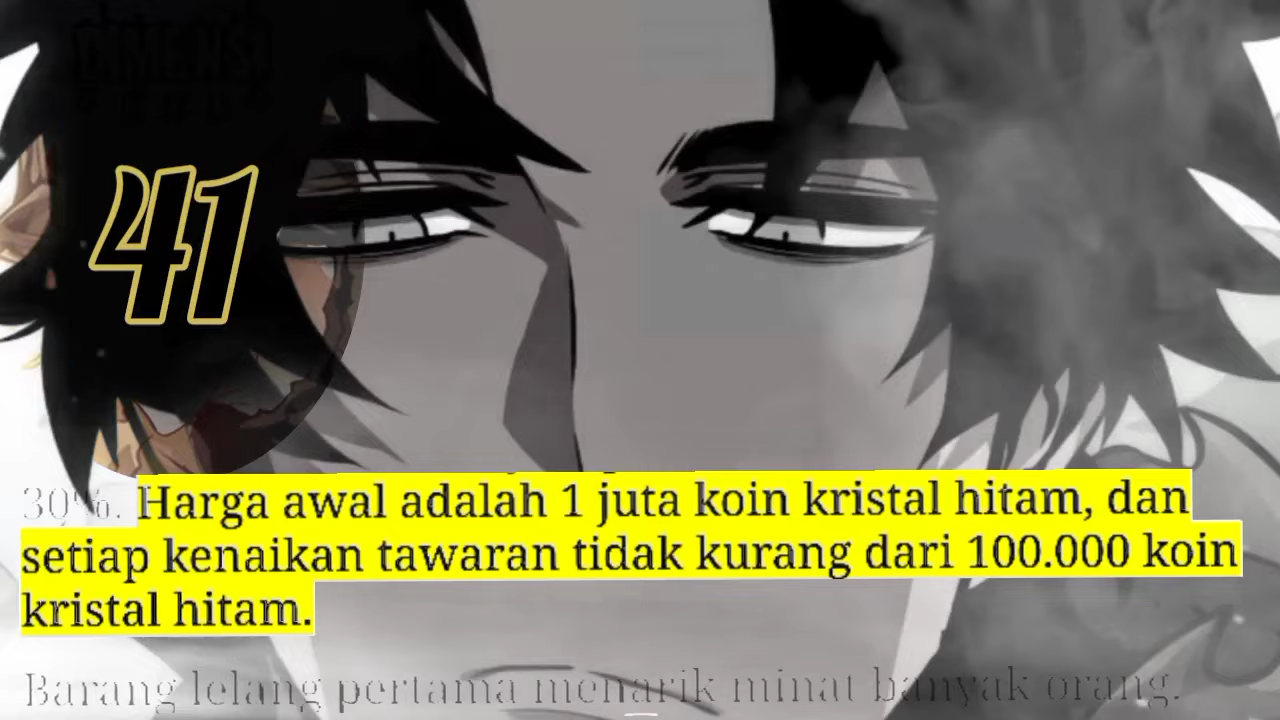 DIMENSI
41
30%. Harga awal adalah 1 juta koin kristal hitam, dan
setiap kenaikan tawaran tidak kurang dari 100.000 koin
kristal hitam.
Barang lelang pertama menarik minat banyak orang.